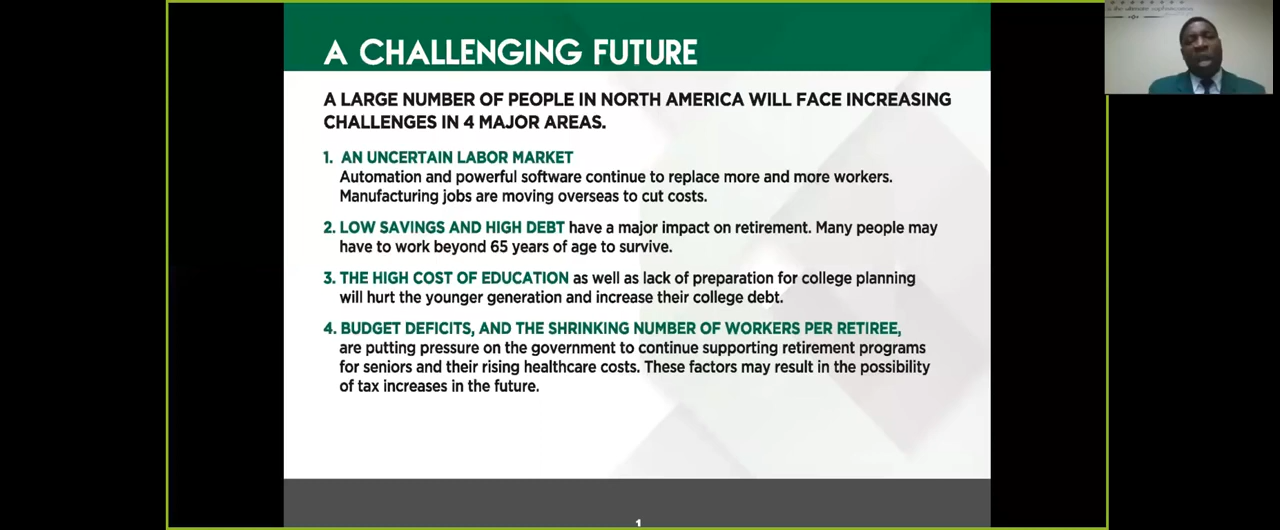 A CHALLENGING FUTURE
A LARGE NUMBER OF PEOPLE IN NORTH AMERICA WILL FACE INCREASING
CHALLENGES IN 4 MAJOR AREAS.
1. AN UNCERTAIN LABOR MARKET
Automation and powerful software continue to replace more and more workers.
Manufacturing jobs are moving overseas to cut costs.
2. LOW SAVINGS AND HIGH DEBT have a major impact on retirement. Many people may
have to work beyond 65 years of age to survive.
3. THE HIGH COST OF EDUCATION as well as lack of preparation for college planning
will hurt the younger generation and increase their college debt.
4. BUDGET DEFICITS, AND THE SHRINKING NUMBER OF WORKERS PER RETIREE,
are putting pressure on the government to continue supporting retirement programs
for seniors and their rising healthcare costs. These factors may result in the possibility
of tax increases in the future.
1
is the ultimate